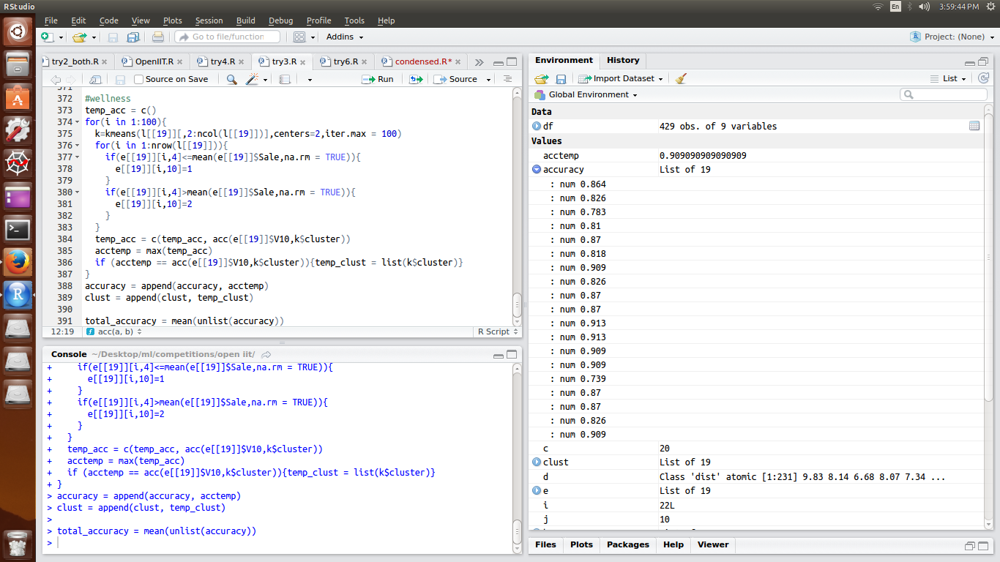 RStudio
En
3:59:44 PM
File Edit Code View Plots Session Build Debug Profile Tools Help
Go to file/function
Addins
Project: (None)
try2_both.R
OpenIIT.R
try4.R
try3.R
try6.R
condensed.R*
Source on Save
Run
Source
371
372 #wellness
373 temp_acc = c()
374 for(i in 1:100){
375 k=kmeans(l[[19]][,2:ncol(l[[19]])],centers=2,iter.max = 100)
376 for(i in 1:nrow(l[[19]])){
377 if(e[[19]][i,4]<=mean(e[[19]]$Sale,na.rm = TRUE)){
378 e[[19]][i,10]=1
379 }
380 if(e[[19]][i,4]>mean(e[[19]]$Sale,na.rm = TRUE)){
381 e[[19]][i,10]=2
382 }
383 }
384 temp_acc = c(temp_acc, acc(e[[19]]$V10,k$cluster))
385 acctemp = max(temp_acc)
386 if (acctemp == acc(e[[19]]$V10,k$cluster)){temp_clust = list(k$cluster)}
387 }
388 accuracy = append(accuracy, acctemp)
389 clust = append(clust, temp_clust)
390
391 total_accuracy = mean(unlist(accuracy))
12:19 acc(a, b) R Script
Console ~/Desktop/ml/competitions/open iit/
+ if(e[[19]][i,4]<=mean(e[[19]]$Sale,na.rm = TRUE)){
+ e[[19]][i,10]=1
+ }
+ if(e[[19]][i,4]>mean(e[[19]]$Sale,na.rm = TRUE)){
+ e[[19]][i,10]=2
+ }
+ }
+ temp_acc = c(temp_acc, acc(e[[19]]$V10,k$cluster))
+ acctemp = max(temp_acc)
+ if (acctemp == acc(e[[19]]$V10,k$cluster)){temp_clust = list(k$cluster)}
+ }
> accuracy = append(accuracy, acctemp)
> clust = append(clust, temp_clust)
>
> total_accuracy = mean(unlist(accuracy))
>
Environment History
Import Dataset
List
Global Environment
Data
df 429 obs. of 9 variables
Values
acctemp 0.909090909090909
accuracy List of 19
: num 0.864
: num 0.826
: num 0.783
: num 0.81
: num 0.87
: num 0.818
: num 0.909
: num 0.826
: num 0.87
: num 0.87
: num 0.913
: num 0.913
: num 0.909
: num 0.909
: num 0.739
: num 0.87
: num 0.87
: num 0.826
: num 0.909
c 20
clust List of 19
d Class 'dist' atomic [1:231] 9.83 8.14 6.68 8.07 7.34 ...
e List of 19
i 22L
j 10
Files Plots Packages Help Viewer